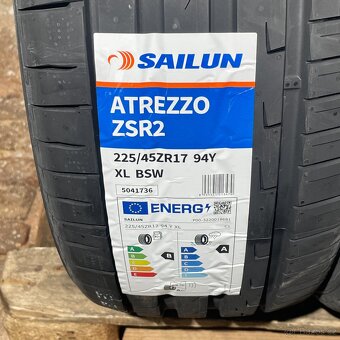 SAILUN
ATREZZO
ZSR2
225/45ZR17 94Y
XL BSW
5041736
ENERG
SAILUN
225/45ZR17 94 Y XL
A
B
A
B
C
D
E
A
B
C
D
E
A